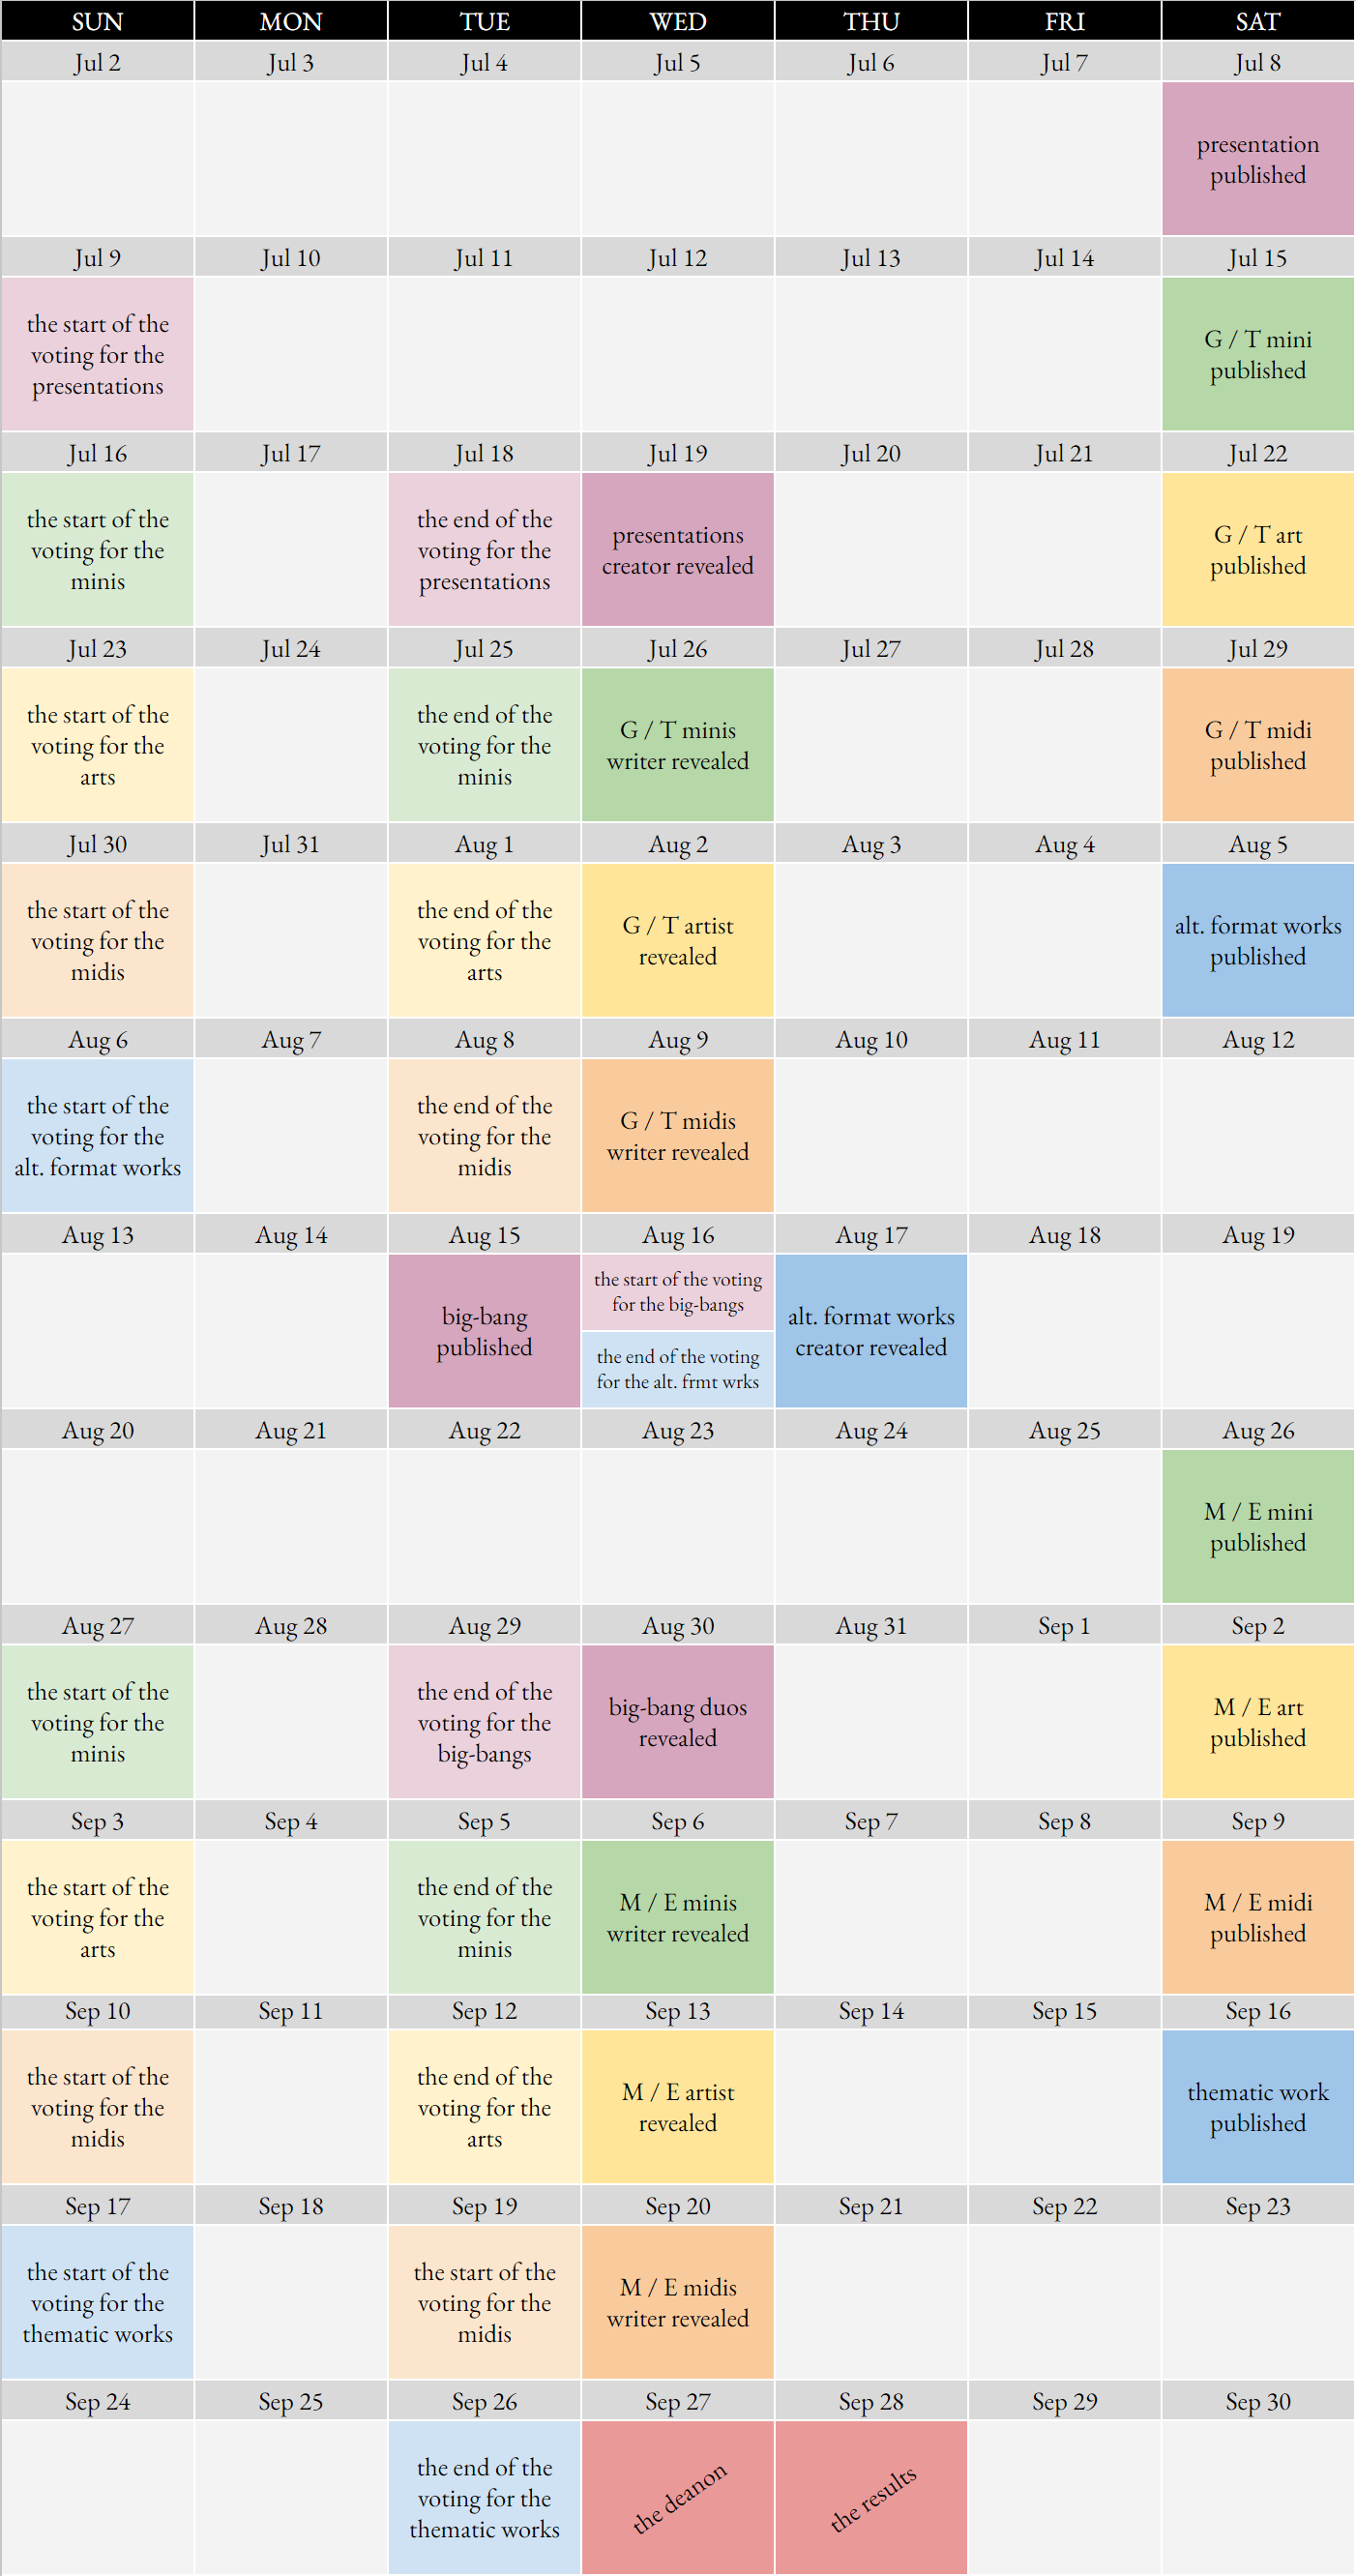 SUN MON TUE WED THU FRI SAT
Jul 2 Jul 3 Jul 4 Jul 5 Jul 6 Jul 7 Jul 8
presentation
published
Jul 9 Jul 10 Jul 11 Jul 12 Jul 13 Jul 14 Jul 15
the start of the
voting for the
presentations
G / T mini
published
Jul 16 Jul 17 Jul 18 Jul 19 Jul 20 Jul 21 Jul 22
the start of the
voting for the
minis
the end of the
voting for the
presentations
presentations
creator revealed
G / T art
published
Jul 23 Jul 24 Jul 25 Jul 26 Jul 27 Jul 28 Jul 29
the start of the
voting for the
arts
the end of the
voting for the
minis
G / T minis
writer revealed
G / T midi
published
Jul 30 Jul 31 Aug 1 Aug 2 Aug 3 Aug 4 Aug 5
the start of the
voting for the
midis
the end of the
voting for the
arts
G / T artist
revealed
alt. format works
published
Aug 6 Aug 7 Aug 8 Aug 9 Aug 10 Aug 11 Aug 12
the start of the
voting for the
alt. format works
the end of the
voting for the
midis
G / T midis
writer revealed
Aug 13 Aug 14 Aug 15 Aug 16 Aug 17 Aug 18 Aug 19
big-bang
published
the start of the voting
for the big-bangs
the end of the voting
for the alt. frmt wrks
alt. format works
creator revealed
Aug 20 Aug 21 Aug 22 Aug 23 Aug 24 Aug 25 Aug 26
M / E mini
published
Aug 27 Aug 28 Aug 29 Aug 30 Aug 31 Sep 1 Sep 2
the start of the
voting for the
minis
the end of the
voting for the
big-bangs
big-bang duos
revealed
M / E art
published
Sep 3 Sep 4 Sep 5 Sep 6 Sep 7 Sep 8 Sep 9
the start of the
voting for the
arts
the end of the
voting for the
minis
M / E minis
writer revealed
M / E midi
published
Sep 10 Sep 11 Sep 12 Sep 13 Sep 14 Sep 15 Sep 16
the start of the
voting for the
midis
the end of the
voting for the
arts
M / E artist
revealed
thematic work
published
Sep 17 Sep 18 Sep 19 Sep 20 Sep 21 Sep 22 Sep 23
the start of the
voting for the
thematic works
the start of the
voting for the
midis
M / E midis
writer revealed
Sep 24 Sep 25 Sep 26 Sep 27 Sep 28 Sep 29 Sep 30
the end of the
voting for the
thematic works
the deanon
the results